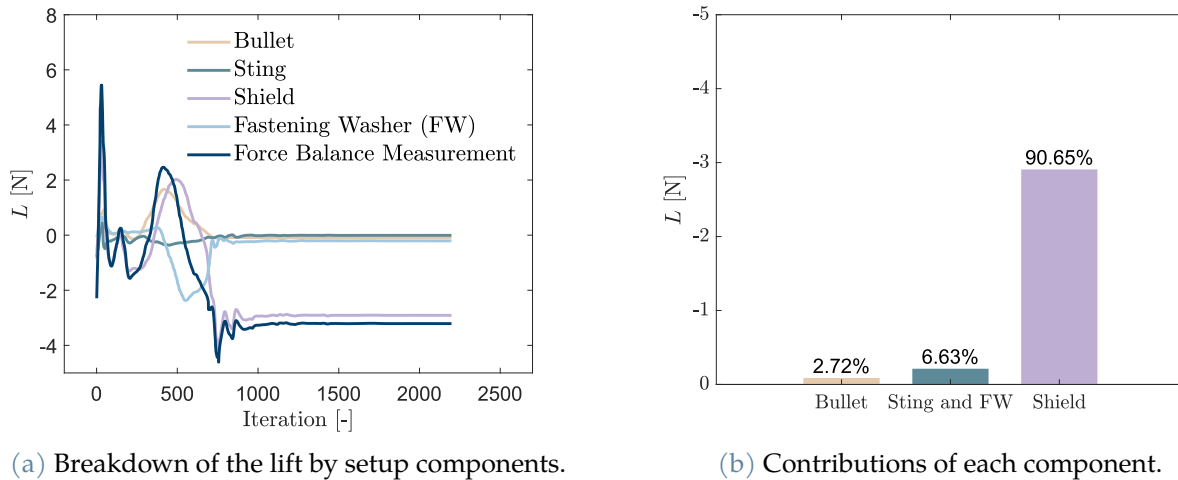 8
6
4
2
0
-2
-4
L [N]
Bullet
Sting
Shield
Fastening Washer (FW)
Force Balance Measurement
0 500 1000 1500 2000 2500
Iteration [-]
(a) Breakdown of the lift by setup components.
-5
-4
-3
-2
-1
0
L [N]
90.65%
2.72% 6.63%
Bullet Sting and FW Shield
(b) Contributions of each component.